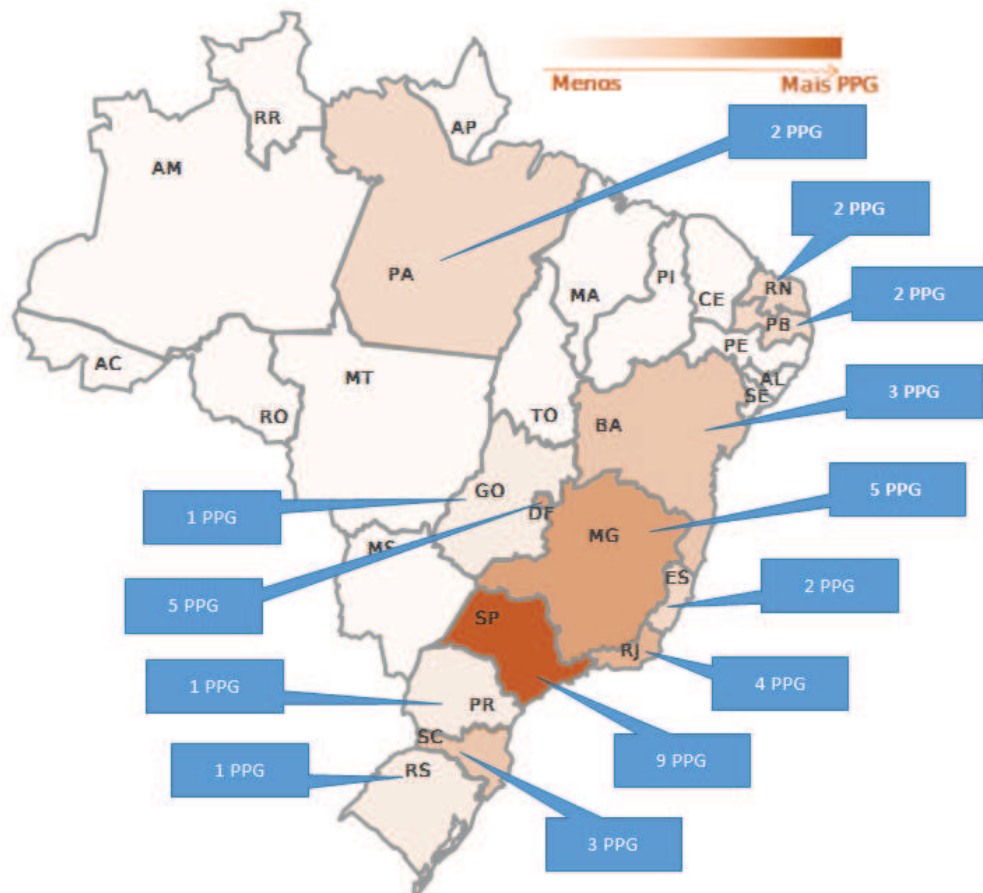 Menos Mais PPG
RR
AP
2 PPG
AM
2 PPG
PA
PI
RN
MA
CE
2 PPG
PB
PE
AC
MT
AL
SE
3 PPG
RO
TO
BA
GO
5 PPG
1 PPG
DF
MG
MS
ES
2 PPG
5 PPG
SP
RJ
4 PPG
1 PPG
PR
SC
9 PPG
RS
1 PPG
3 PPG